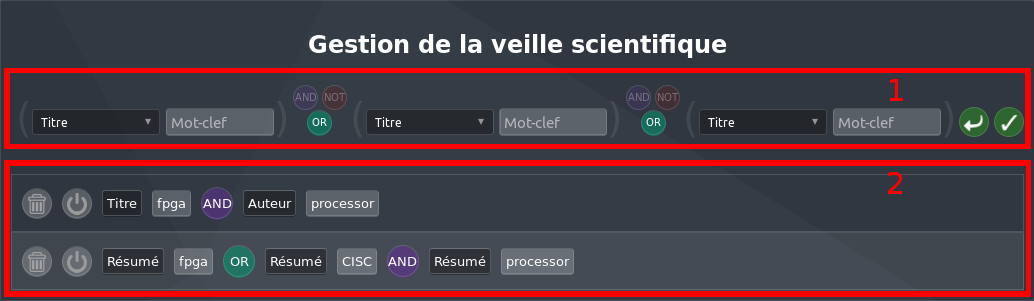 Gestion de la veille scientifique
1
AND NOT AND NOT
( Titre Mot-clef ) OR ( Titre Mot-clef ) OR ( Titre Mot-clef )
2
Titre fpga AND Auteur processor
Résumé fpga OR Résumé CISC AND Résumé processor